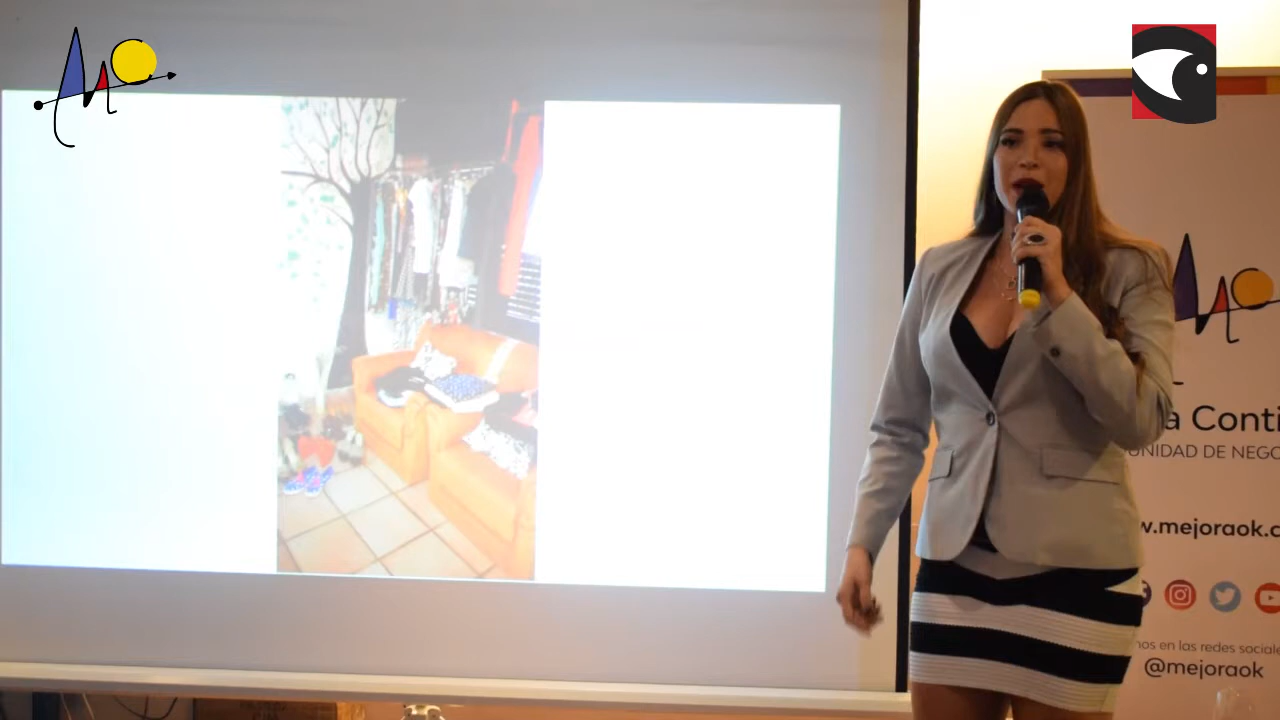 a Conti
UNIDAD DE NEGO
w.mejoraok.c
nos en las redes sociale
@mejoraok